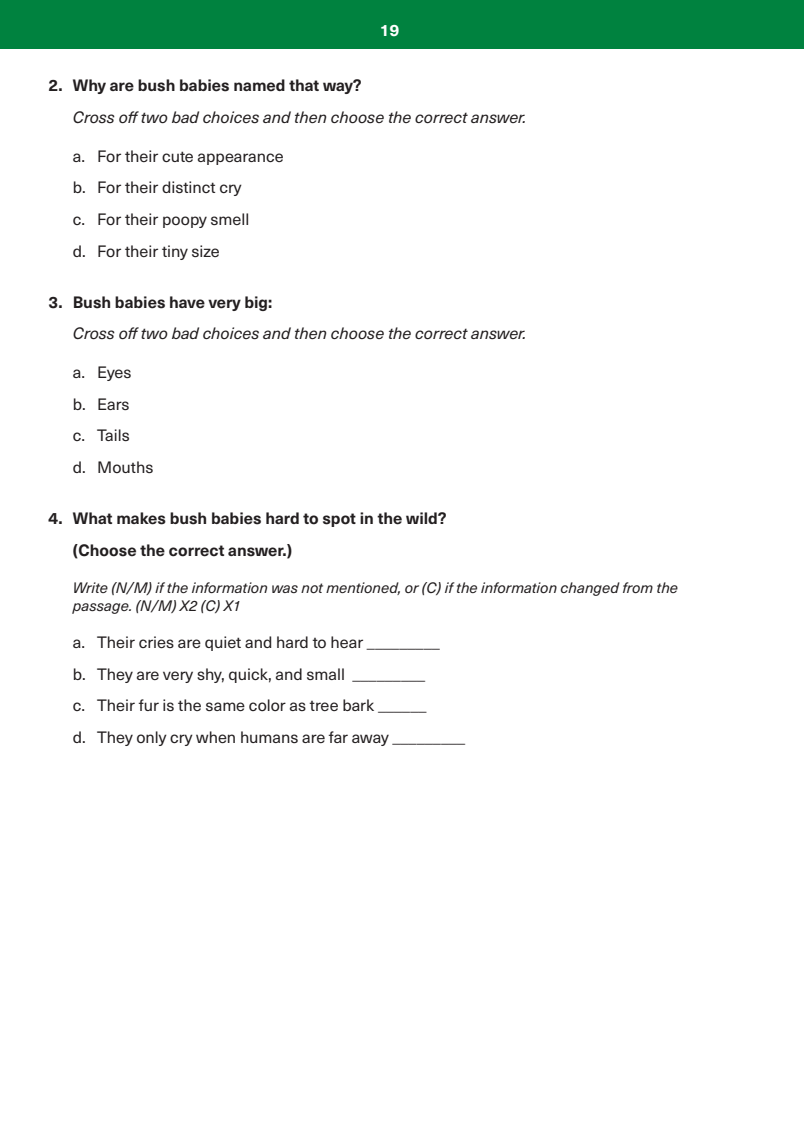 19
2. Why are bush babies named that way?
Cross off two bad choices and then choose the correct answer.
a. For their cute appearance
b. For their distinct cry
c. For their poopy smell
d. For their tiny size
3. Bush babies have very big:
Cross off two bad choices and then choose the correct answer.
a. Eyes
b. Ears
c. Tails
d. Mouths
4. What makes bush babies hard to spot in the wild?
(Choose the correct answer.)
Write (N/M) if the information was not mentioned, or (C) if the information changed from the
passage. (N/M) X2 (C) X1
a. Their cries are quiet and hard to hear _________
b. They are very shy, quick, and small _________
c. Their fur is the same color as tree bark ______
d. They only cry when humans are far away _________